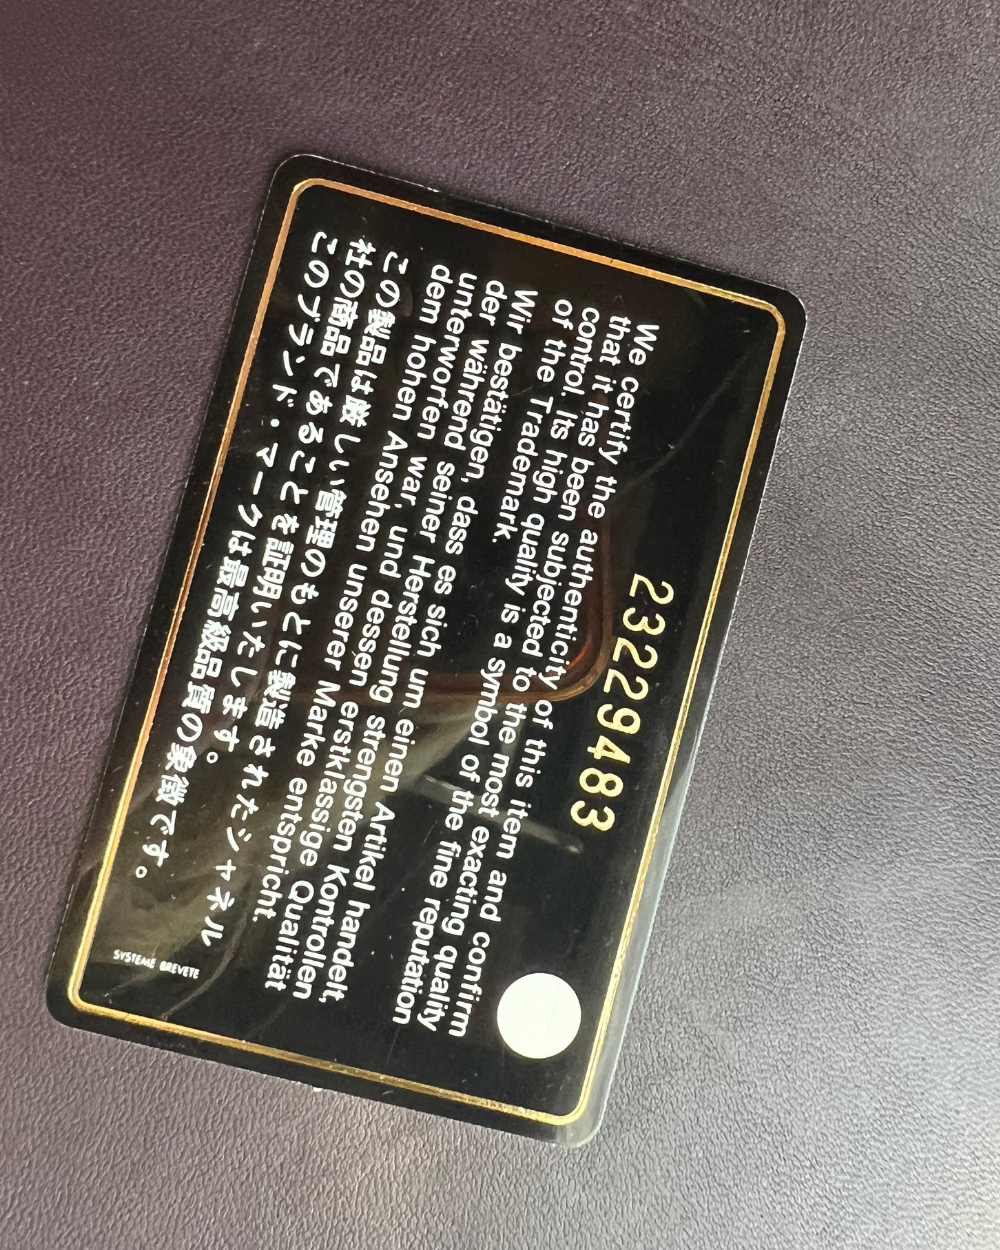 23229483
We certify the authenticity of this item and confirm
that it has been subjected to the most exacting quality
control. Its high quality is a symbol of the fine reputation
of the Trademark
Wir bestätigen, dass es sich um einen Artikel handelt,
der während seiner Herstellung strengsten Kontrollen
unterworfen war, und dessen erstklassige Qualität
dem hohen Ansehen unserer Marke entspricht.
この製品は厳しい管理のもとに製造されたシャネル
社の商品であることを証明いたします。
このブランド・マークは最高級品質の象徴です。
SYSTEME BREVETE